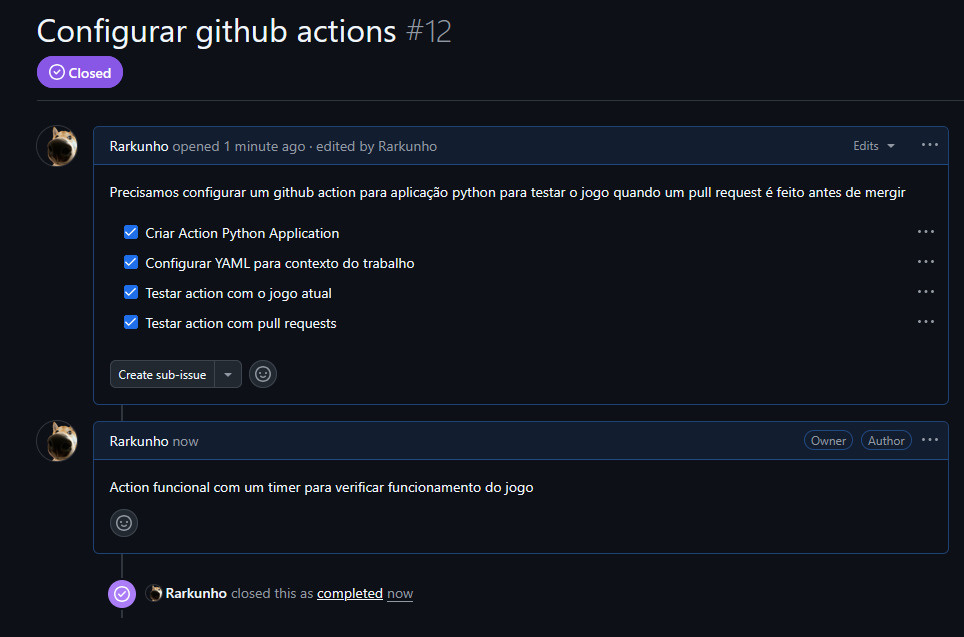 Configurar github actions #12
Closed
Rarkunho opened 1 minute ago · edited by Rarkunho Edits
Precisamos configurar um github action para aplicação python para testar o jogo quando um pull request é feito antes de mergir
Criar Action Python Application
Configurar YAML para contexto do trabalho
Testar action com o jogo atual
Testar action com pull requests
Create sub-issue
Rarkunho now Owner Author
Action funcional com um timer para verificar funcionamento do jogo
Rarkunho closed this as completed now